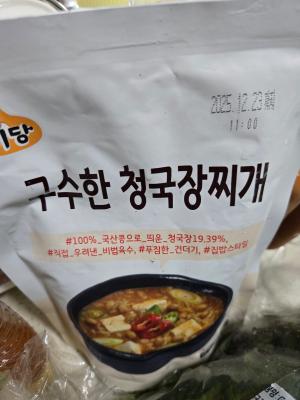 2025.12.23
11:00
구수한 청국장찌개
#100%_국산콩으로_띄운_청국장19.39%,
#직접_우려낸_비법육수, #푸짐한_건더기, #집밥스타일